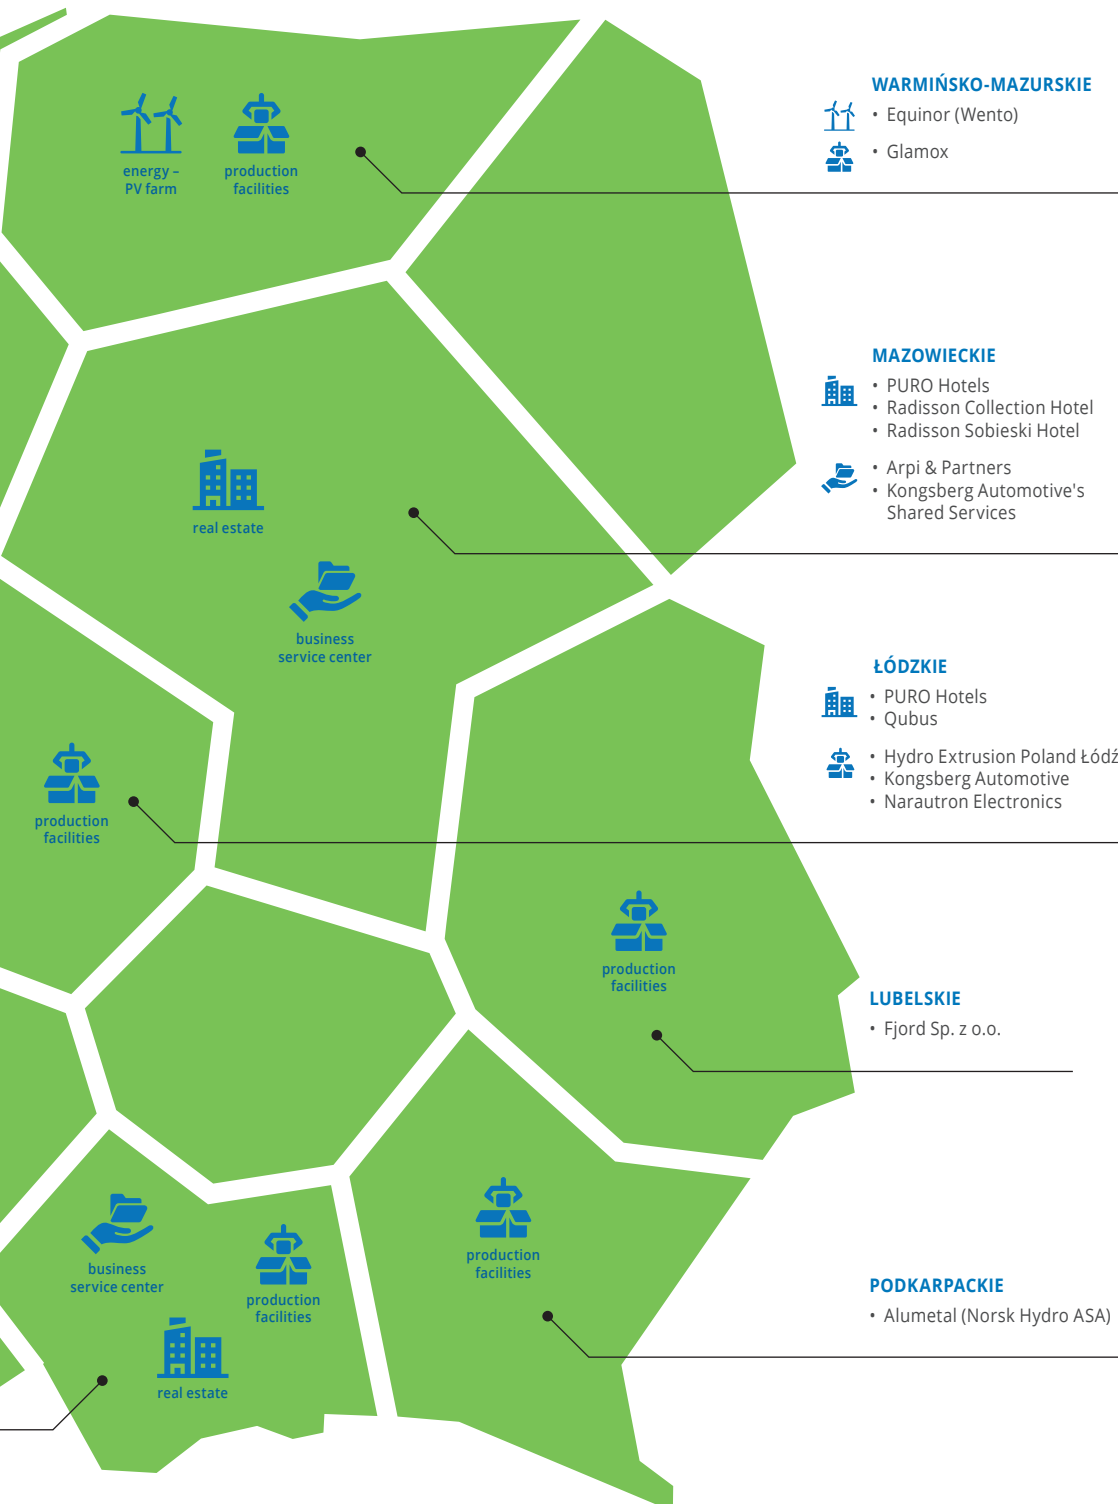 energy –
PV farm
production
facilities
WARMIŃSKO-MAZURSKIE
• Equinor (Wento)
• Glamox
real estate
business
service center
MAZOWIECKIE
• PURO Hotels
• Radisson Collection Hotel
• Radisson Sobieski Hotel
• Arpi & Partners
• Kongsberg Automotive's
Shared Services
production
facilities
ŁÓDZKIE
• PURO Hotels
• Qubus
• Hydro Extrusion Poland Łódź
• Kongsberg Automotive
• Narautron Electronics
production
facilities
LUBELSKIE
• Fjord Sp. z o.o.
production
facilities
PODKARPACKIE
• Alumetal (Norsk Hydro ASA)
business
service center
production
facilities
real estate